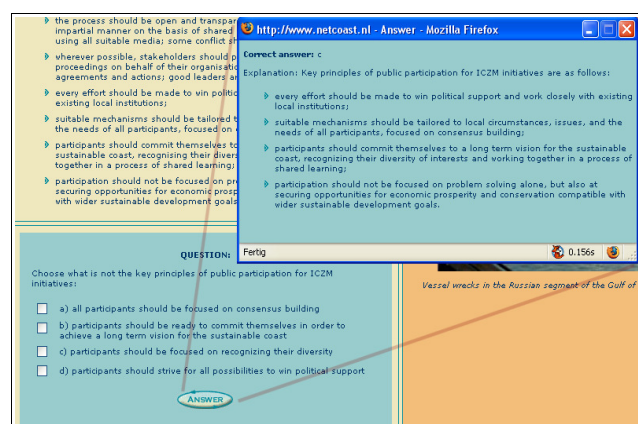 the process should be open and transpar
impartial manner on the basis of shared
using all suitable media; some conflict sh
wherever possible, stakeholders should p
proceedings on behalf of their organisatio
agreements and actions; good leaders ar
every effort should be made to win politic
existing local institutions;
suitable mechanisms should be tailored t
the needs of all participants, focused on
participants should commit themselves to
sustainable coast, recognising their divers
together in a process of shared learning;
participation should not be focused on pr
securing opportunities for economic prosp
with wider sustainable development goals
http://www.netcoast.nl - Answer - Mozilla Firefox
Correct answer: c
Explanation: Key principles of public participation for ICZM initiatives are as follows:
every effort should be made to win political support and work closely with existing
local institutions;
suitable mechanisms should be tailored to local circumstances, issues, and the
needs of all participants, focused on consensus building;
participants should commit themselves to a long term vision for the sustainable
coast, recognizing their diversity of interests and working together in a process of
shared learning;
participation should not be focused on problem solving alone, but also at
securing opportunities for economic prosperity and conservation compatible with
wider sustainable development goals.
Fertig
0.156s
QUESTION:
Choose what is not the key principles of public participation for ICZM
initiatives:
a) all participants should be focused on consensus building
b) participants should be ready to commit themselves in order to
achieve a long term vision for the sustainable coast
c) participants should be focused on recognizing their diversity
d) participants should strive for all possibilities to win political support
ANSWER
Vessel wrecks in the Russian segment of the Gulf of